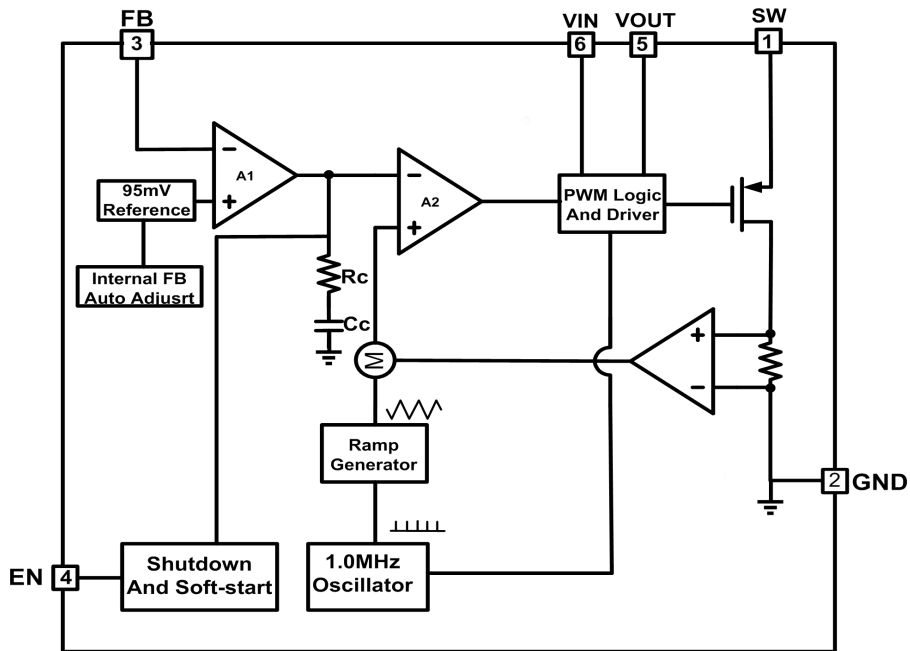 FB
3
VIN
6
VOUT
5
SW
1
−
A1
+
95mV
Reference
Internal FB
Auto Adjusrt
−
A2
+
PWM Logic
And Driver
Rc
Cc
M
+
−
Ramp
Generator
2
GND
EN
4
Shutdown
And Soft-start
1.0MHz
Oscillator